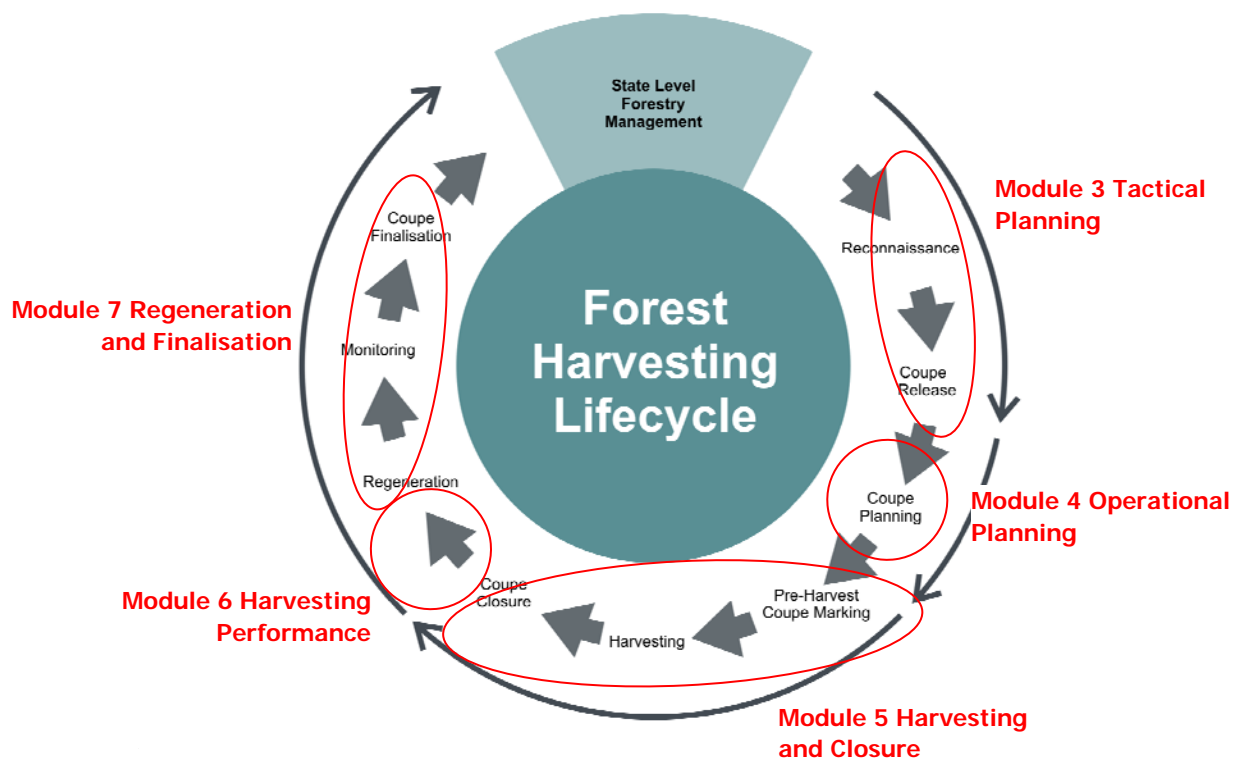 State Level
Forestry
Management
Forest
Harvesting
Lifecycle
Module 3 Tactical
Planning
Reconnaissance
Coupe
Release
Module 4 Operational
Planning
Coupe
Planning
Pre-Harvest
Coupe Marking
Module 5 Harvesting
and Closure
Harvesting
Coupe
Closure
Module 6 Harvesting
Performance
Regeneration
Monitoring
Module 7 Regeneration
and Finalisation
Coupe
Finalisation